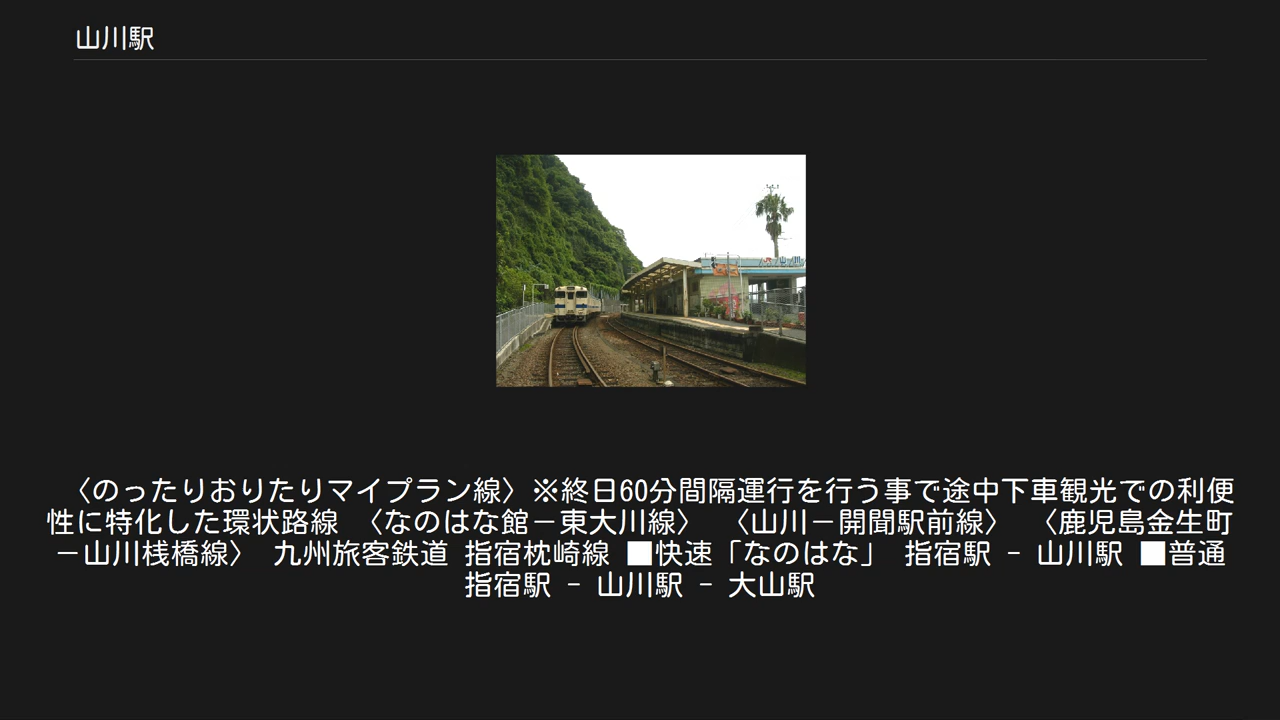 山川駅
〈のったりおりたりマイプラン線〉※終日60分間隔運行を行う事で途中下車観光での利便
性に特化した環状路線 〈なのはな館－東大川線〉 〈山川－開聞駅前線〉 〈鹿児島金生町
－山川桟橋線〉 九州旅客鉄道 指宿枕崎線 ■快速「なのはな」 指宿駅 - 山川駅 ■普通
指宿駅 - 山川駅 - 大山駅